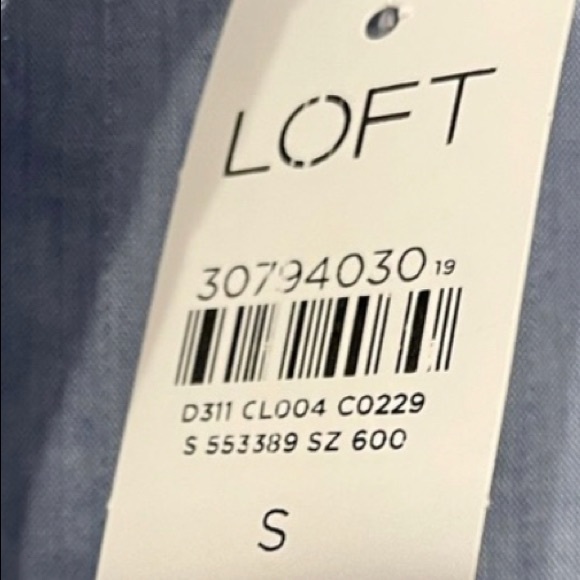 LOFT
30794030 19
D311 CL004 C0229
S 553389 SZ 600
S